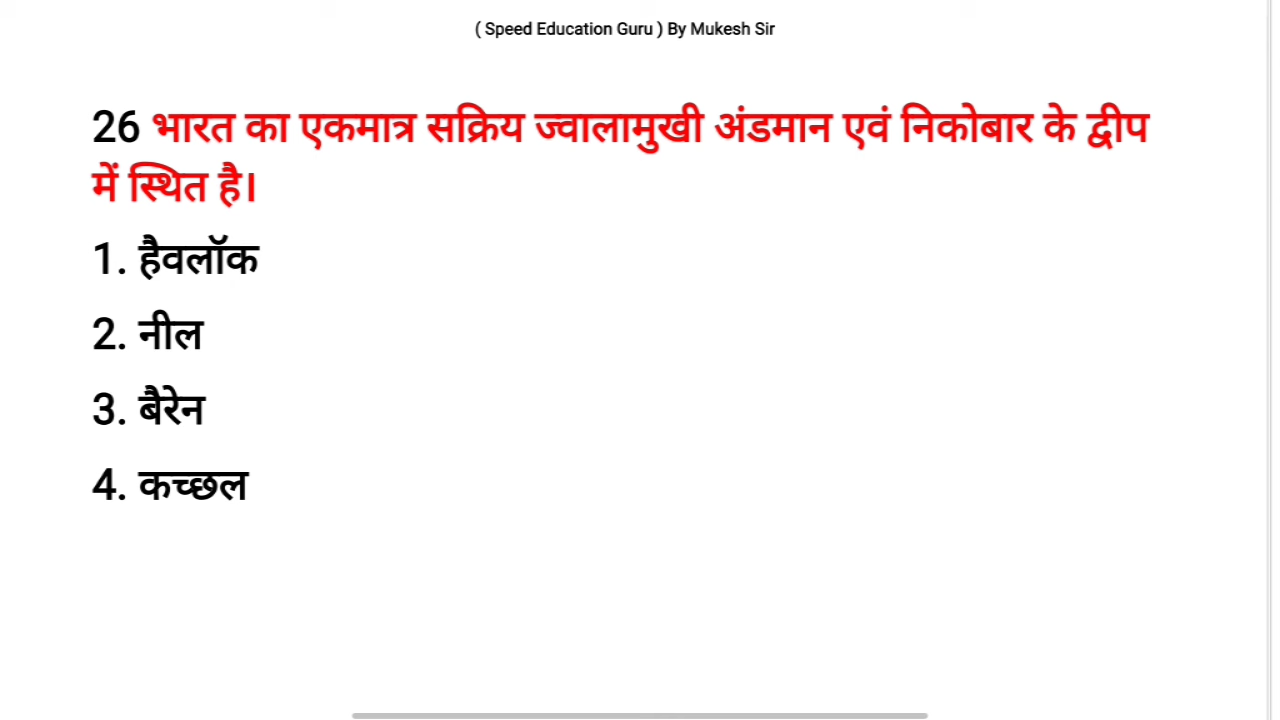 ( Speed Education Guru ) By Mukesh Sir
26 भारत का एकमात्र सक्रिय ज्वालामुखी अंडमान एवं निकोबार के द्वीप
में स्थित है।
1. हैवलॉक
2. नील
3. बैरेन
4. कच्छल